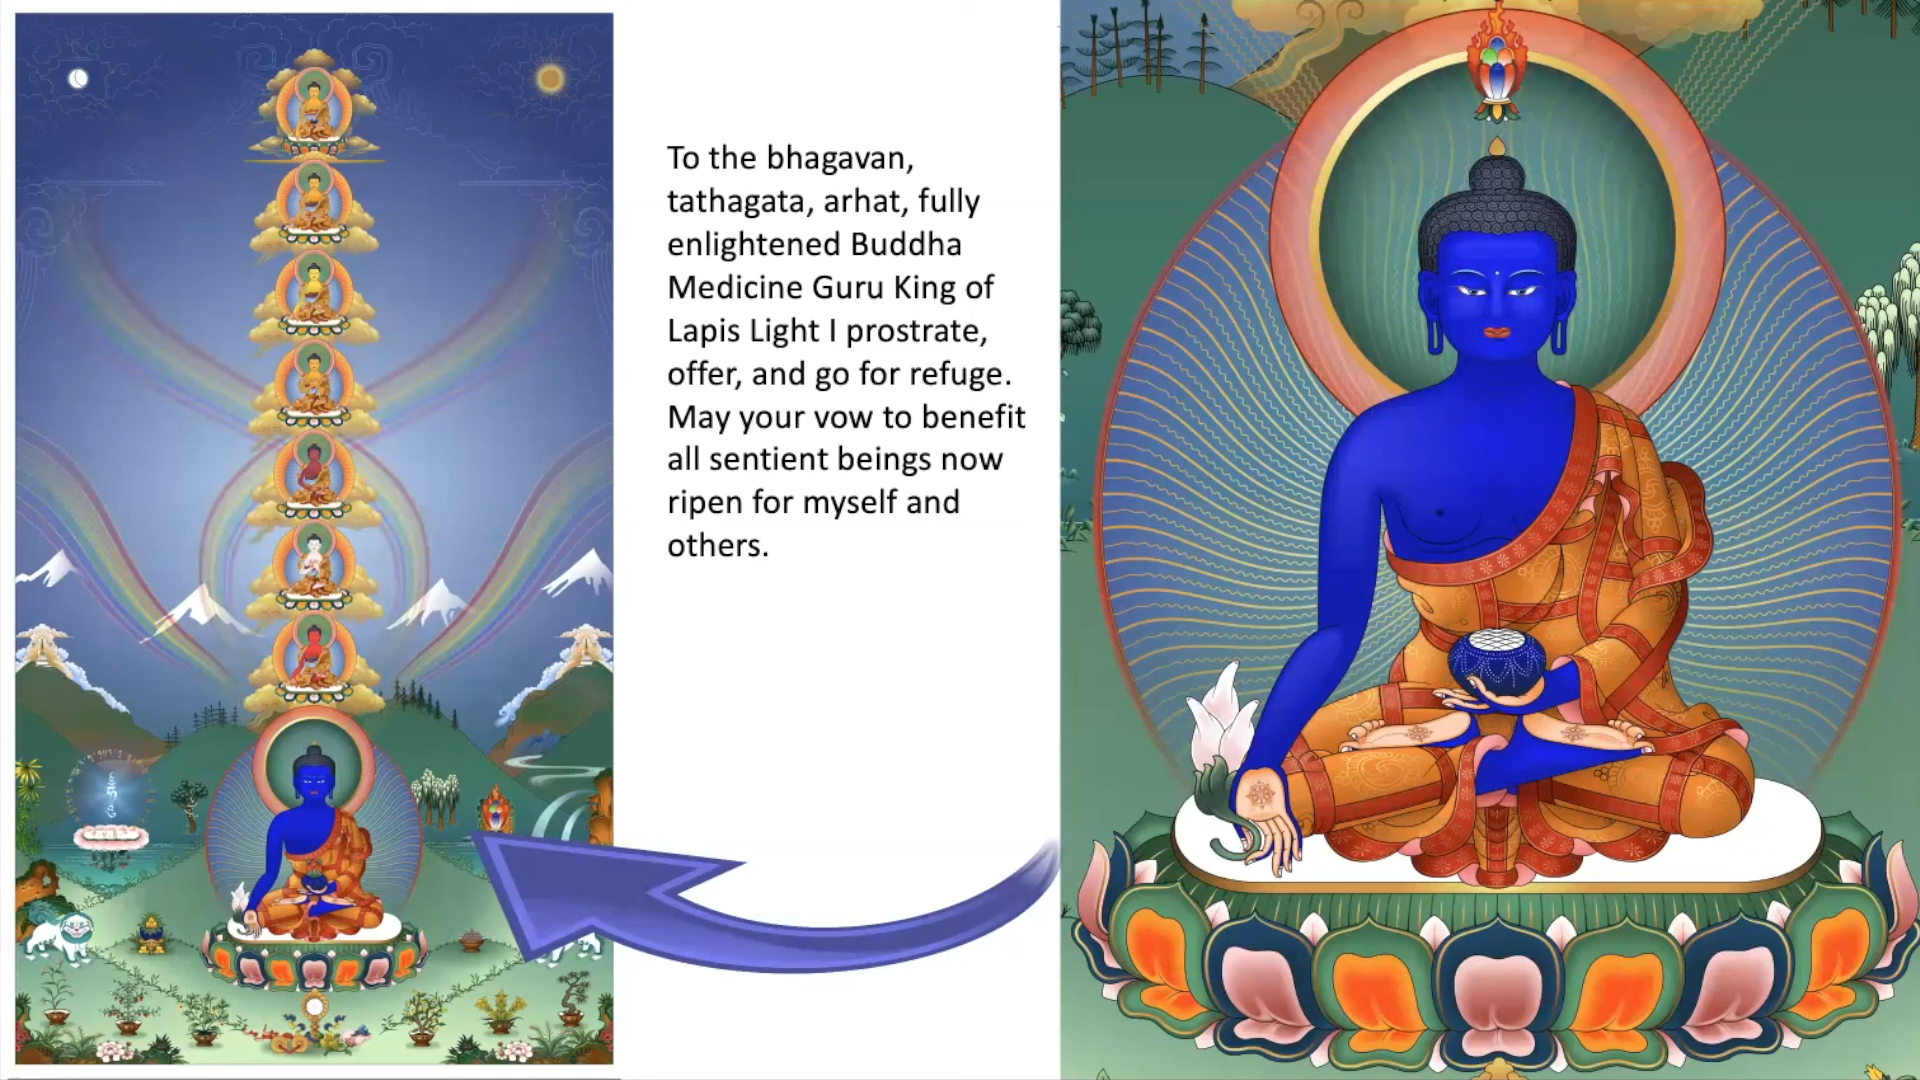 To the bhagavan,
tathagata, arhat, fully
enlightened Buddha
Medicine Guru King of
Lapis Light I prostrate,
offer, and go for refuge.
May your vow to benefit
all sentient beings now
ripen for myself and
others.